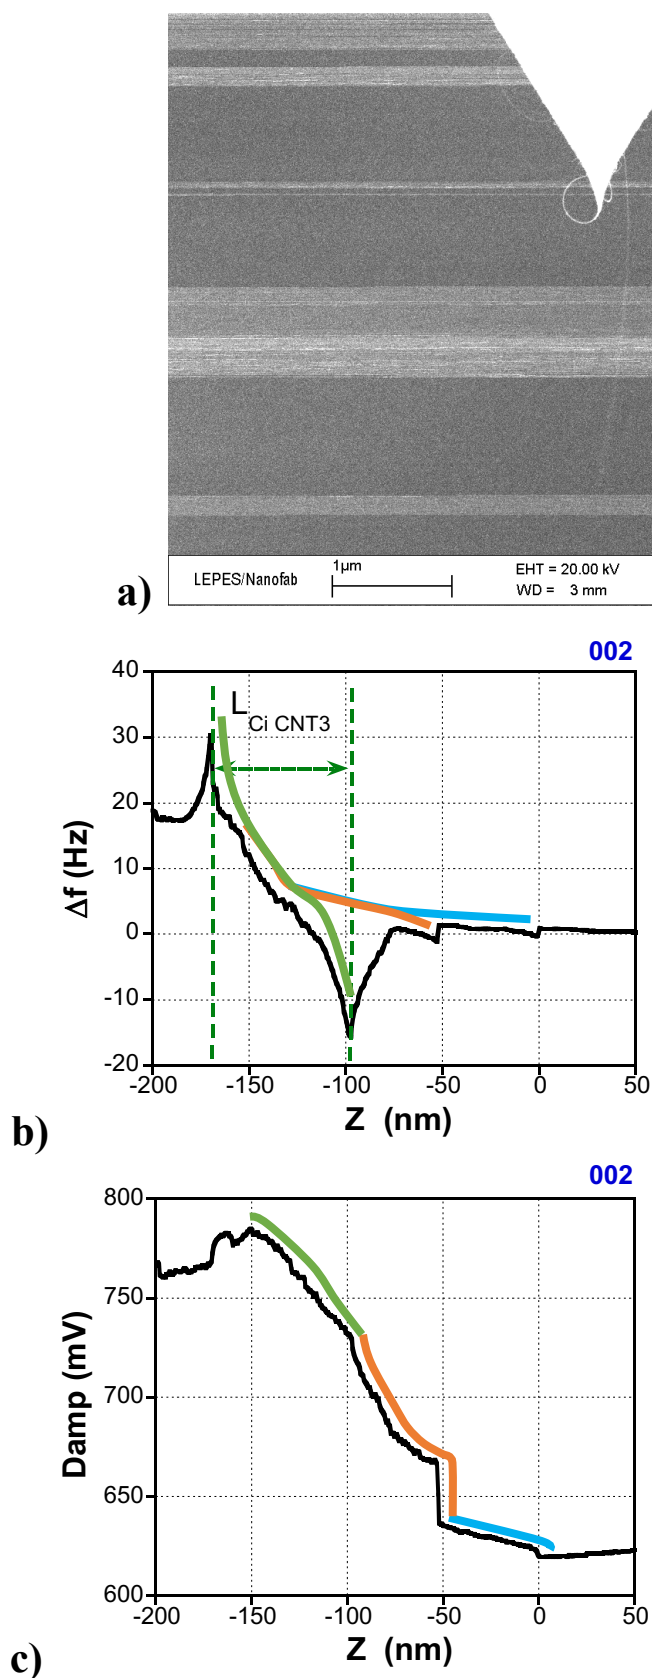 LEPES/Nanofab
1µm
EHT = 20.00 kV
WD = 3 mm
a)
002
40
30
20
10
0
-10
-20
Δf (Hz)
L
Ci CNT3
-200
-150
-100
-50
0
50
Z (nm)
b)
002
800
750
700
650
600
Damp (mV)
-200
-150
-100
-50
0
50
Z (nm)
c)